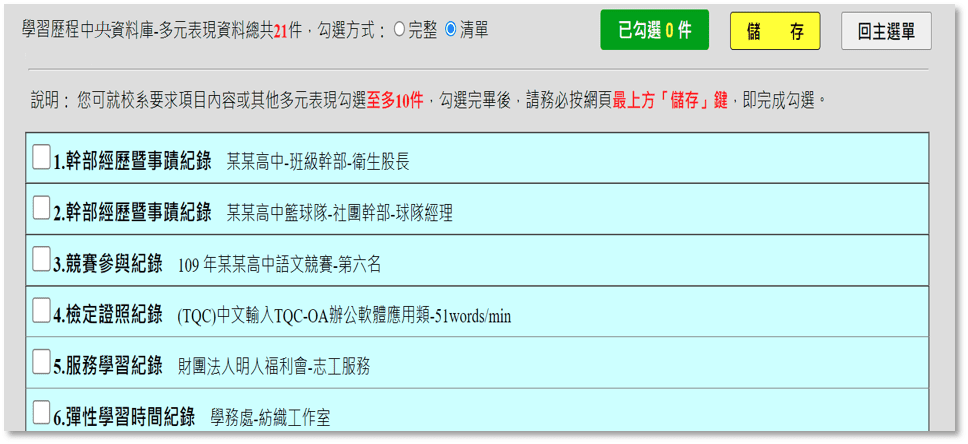 學習歷程中央資料庫-多元表現資料總共21件，勾選方式： 完整 清單 已勾選 0 件 儲 存 回主選單
說明： 您可就校系要求項目內容或其他多元表現勾選至多10件，勾選完畢後，請務必按網頁最上方「儲存」鍵，即完成勾選。
1.幹部經歷暨事蹟紀錄 某某高中-班級幹部-衛生股長
2.幹部經歷暨事蹟紀錄 某某高中籃球隊-社團幹部-球隊經理
3.競賽參與紀錄 109 年某某高中語文競賽-第六名
4.檢定證照紀錄 (TQC)中文輸入TQC-OA辦公軟體應用類-51words/min
5.服務學習紀錄 財團法人明人福利會-志工服務
6.彈性學習時間紀錄 學務處-紡織工作室